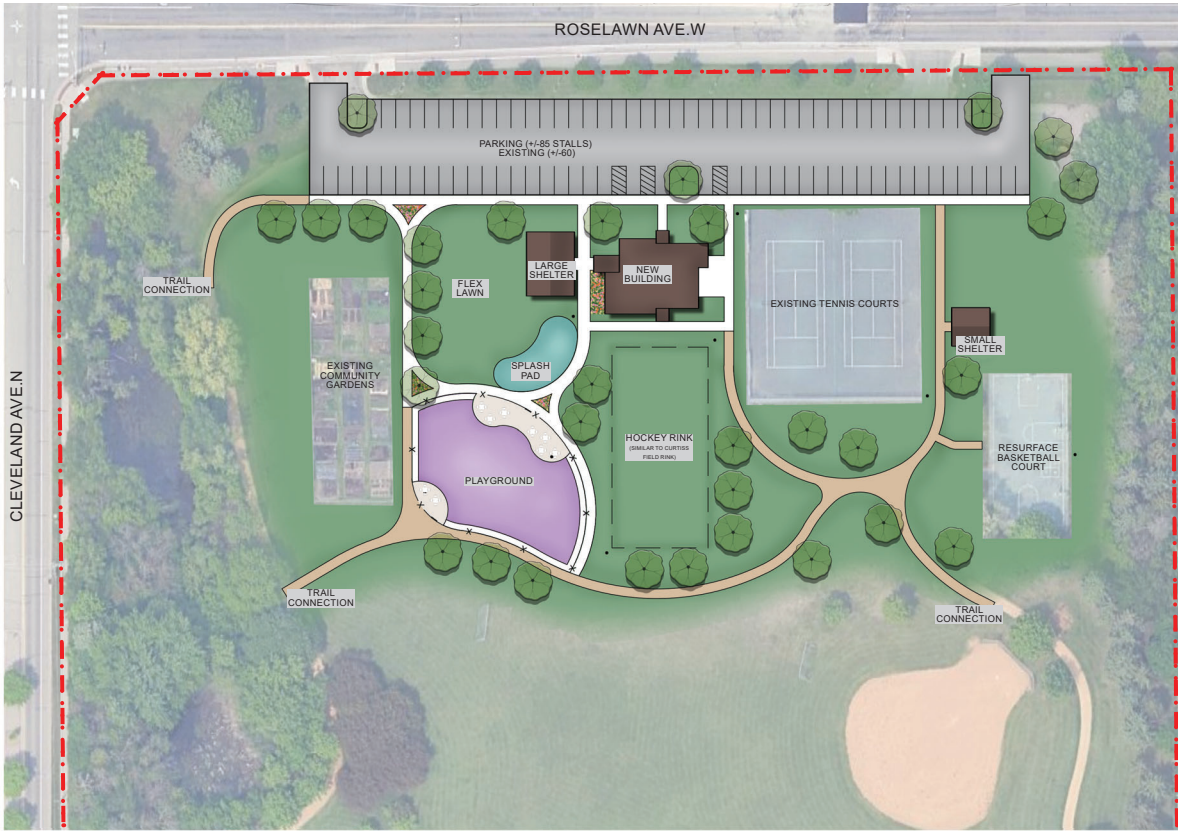 ROSELAWN AVE.W
PARKING (+/-85 STALLS)
EXISTING (+/-60)
TRAIL
CONNECTION
FLEX
LAWN
LARGE
SHELTER
NEW
BUILDING
EXISTING TENNIS COURTS
SMALL
SHELTER
EXISTING
COMMUNITY
GARDENS
SPLASH
PAD
CLEVELAND AVE.N
HOCKEY RINK
(SIMILAR TO CURTISS
FIELD RINK)
RESURFACE
BASKETBALL
COURT
PLAYGROUND
TRAIL
CONNECTION
TRAIL
CONNECTION